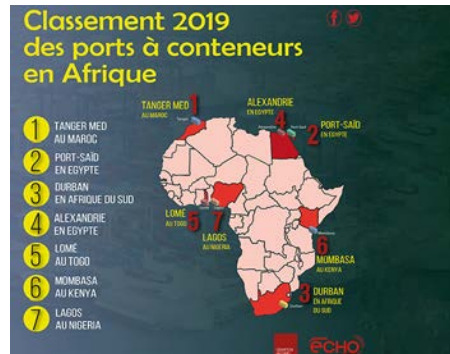 Classement 2019
des ports à conteneurs
en Afrique
1 TANGER MED
AU MAROC
2 PORT-SAÏD
EN EGYPTE
3 DURBAN
EN AFRIQUE DU SUD
4 ALEXANDRIE
EN EGYPTE
5 LOMÉ
AU TOGO
6 MOMBASA
AU KENYA
7 LAGOS
AU NIGERIA
TANGER MED
AU MAROC 1
Tanger
ALEXANDRIE
EN EGYPTE
4
2 PORT-SAÏD
EN EGYPTE
LOMÉ
AU TOGO 5
7
LAGOS
AU NIGERIA
6
MOMBASA
AU KENYA
3 DURBAN
EN AFRIQUE
DU SUD
Durban
ECHO